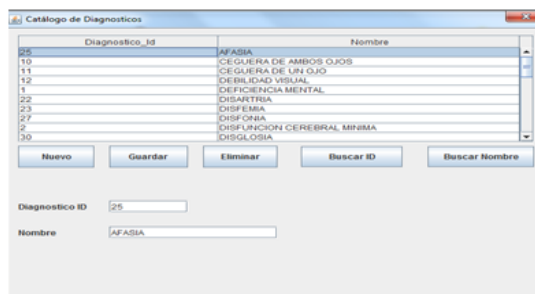 Catálogo de Diagnosticos
Diagnostico_Id Nombre
25 AFASIA
10 CEGUERA DE AMBOS OJOS
11 CEGUERA DE UN OJO
12 DEBILIDAD VISUAL
1 DEFICIENCIA MENTAL
22 DISARTRIA
23 DISFEMIA
27 DISFONIA
2 DISFUNCION CEREBRAL MINIMA
30 DISGLOSIA
Nuevo Guardar Eliminar Buscar ID Buscar Nombre
Diagnostico ID 25
Nombre AFASIA